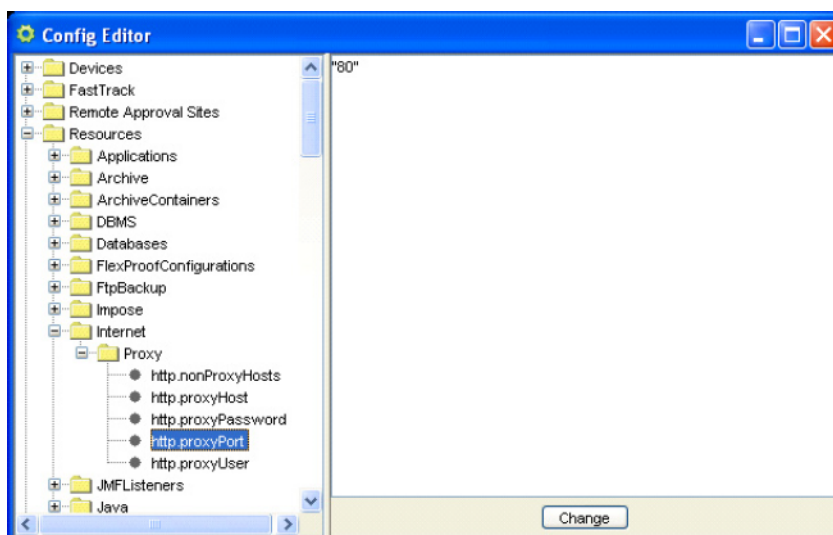 Config Editor
Devices
FastTrack
Remote Approval Sites
Resources
Applications
Archive
ArchiveContainers
DBMS
Databases
FlexProofConfigurations
FtpBackup
Impose
Internet
Proxy
http.nonProxyHosts
http.proxyHost
http.proxyPassword
http.proxyPort
http.proxyUser
JMFListeners
Java
"80"
Change